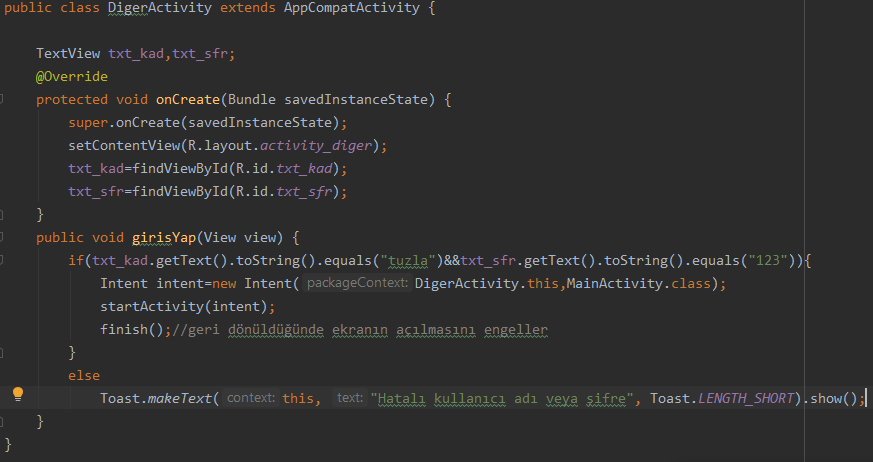 public class DigerActivity extends AppCompatActivity {
TextView txt_kad,txt_sfr;
@Override
protected void onCreate(Bundle savedInstanceState) {
super.onCreate(savedInstanceState);
setContentView(R.layout.activity_diger);
txt_kad=findViewById(R.id.txt_kad);
txt_sfr=findViewById(R.id.txt_sfr);
}
public void girisYap(View view) {
if(txt_kad.getText().toString().equals("tuzla")&&txt_sfr.getText().toString().equals("123")){
Intent intent=new Intent( packageContext: DigerActivity.this,MainActivity.class);
startActivity(intent);
finish();//geri dönüldüğünde ekranın açılmasını engeller
}
else
Toast.makeText( context: this, text: "Hatalı kullanıcı adı veya şifre", Toast.LENGTH_SHORT).show();
}
}